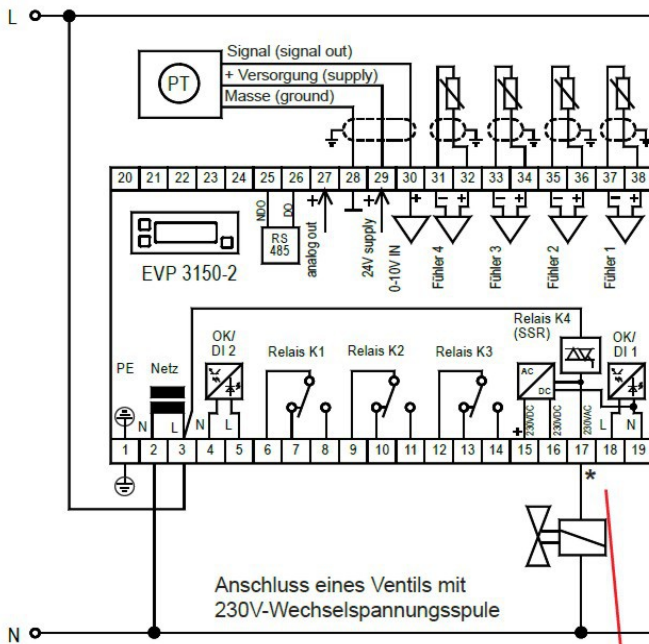 L
PT
Signal (signal out)
+ Versorgung (supply)
Masse (ground)
20 21 22 23 24 25 26 27 28 29 30 31 32 33 34 35 36 37 38
EVP 3150-2
NDO
DO
RS
485
+
analog out
+
24V supply
+
0-10V IN
- +
Fühler 4
- +
Fühler 3
- +
Fühler 2
- +
Fühler 1
PE
Netz
N L
OK/
DI 2
N L
Relais K1
Relais K2
Relais K3
Relais K4
(SSR)
AC
DC
+
230VDC
230VDC
230VAC
OK/
DI 1
L N
1 2 3 4 5 6 7 8 9 10 11 12 13 14 15 16 17 18 19
*
Anschluss eines Ventils mit
230V-Wechselspannungsspule
N